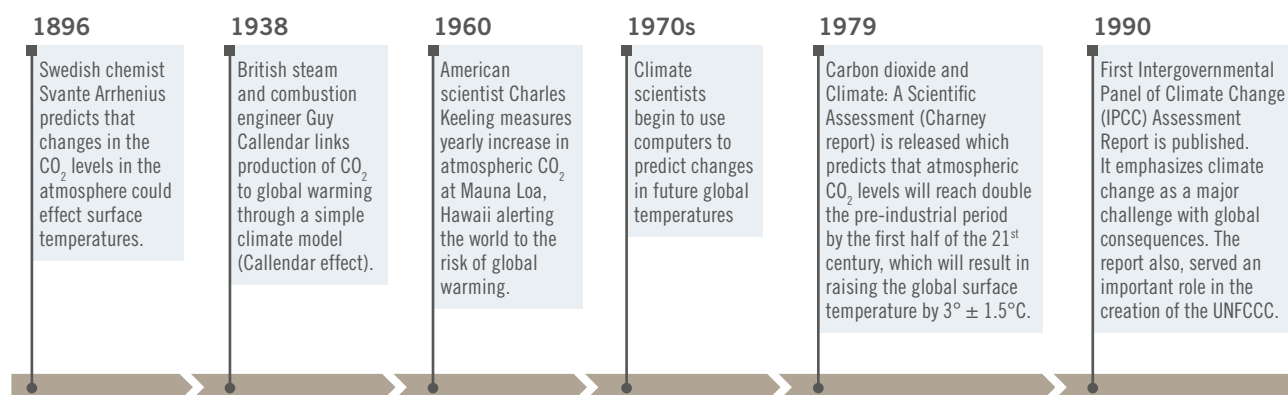 1896
Swedish chemist
Svante Arrhenius
predicts that
changes in the
CO₂ levels in the
atmosphere could
effect surface
temperatures.
1938
British steam
and combustion
engineer Guy
Callendar links
production of CO₂
to global warming
through a simple
climate model
(Callendar effect).
1960
American
scientist Charles
Keeling measures
yearly increase in
atmospheric CO₂
at Mauna Loa,
Hawaii alerting
the world to the
risk of global
warming.
1970s
Climate
scientists
begin to use
computers to
predict changes
in future global
temperatures
1979
Carbon dioxide and
Climate: A Scientific
Assessment (Charney
report) is released which
predicts that atmospheric
CO₂ levels will reach double
the pre-industrial period
by the first half of the 21ˢᵗ
century, which will result in
raising the global surface
temperature by 3° ± 1.5°C.
1990
First Intergovernmental
Panel of Climate Change
(IPCC) Assessment
Report is published.
It emphasizes climate
change as a major
challenge with global
consequences. The
report also, served an
important role in the
creation of the UNFCCC.